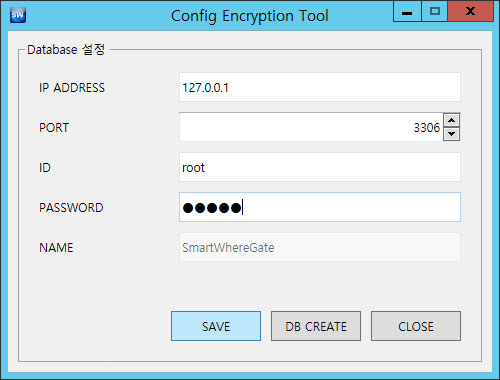 SW
Config Encryption Tool
Database 설정
IP ADDRESS
127.0.0.1
PORT
3306
ID
root
PASSWORD
●●●●●
NAME
SmartWhereGate
SAVE
DB CREATE
CLOSE